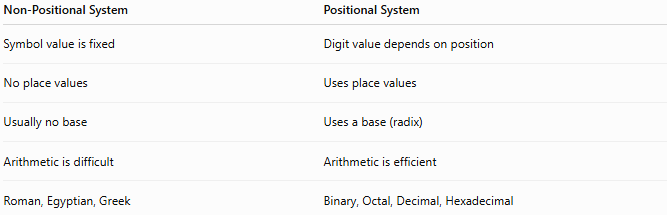 Non-Positional System Positional System
Symbol value is fixed Digit value depends on position
No place values Uses place values
Usually no base Uses a base (radix)
Arithmetic is difficult Arithmetic is efficient
Roman, Egyptian, Greek Binary, Octal, Decimal, Hexadecimal